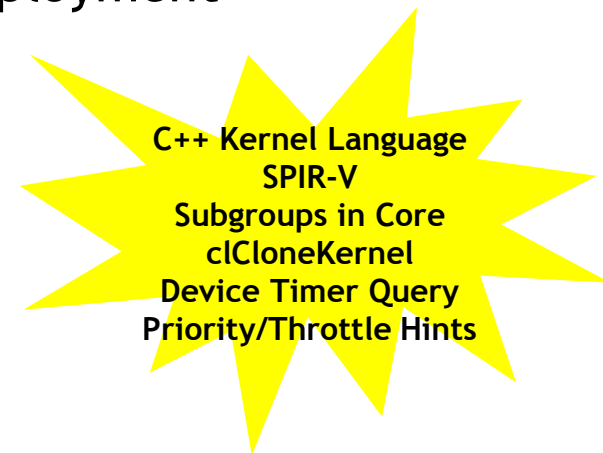 ployment
C++ Kernel Language
SPIR-V
Subgroups in Core
clCloneKernel
Device Timer Query
Priority/Throttle Hints